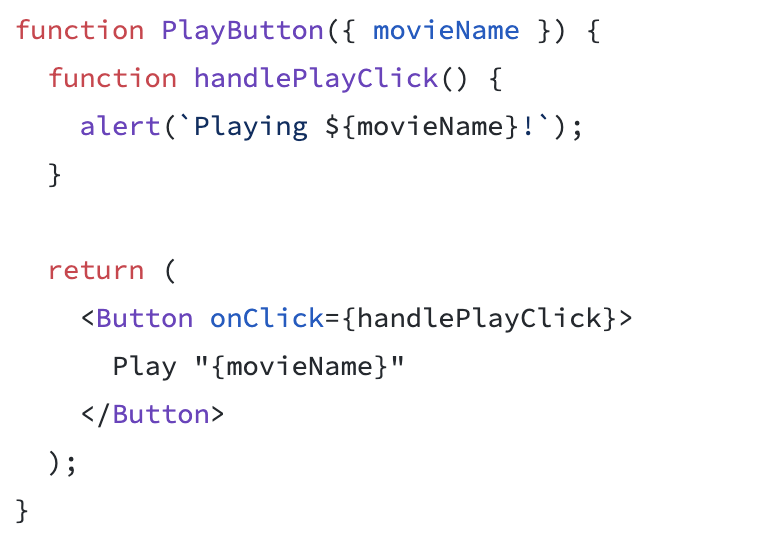 function PlayButton({ movieName }) {
  function handlePlayClick() {
    alert(`Playing ${movieName}!`);
  }

  return (
    <Button onClick={handlePlayClick}>
      Play "{movieName}"
    </Button>
  );
}